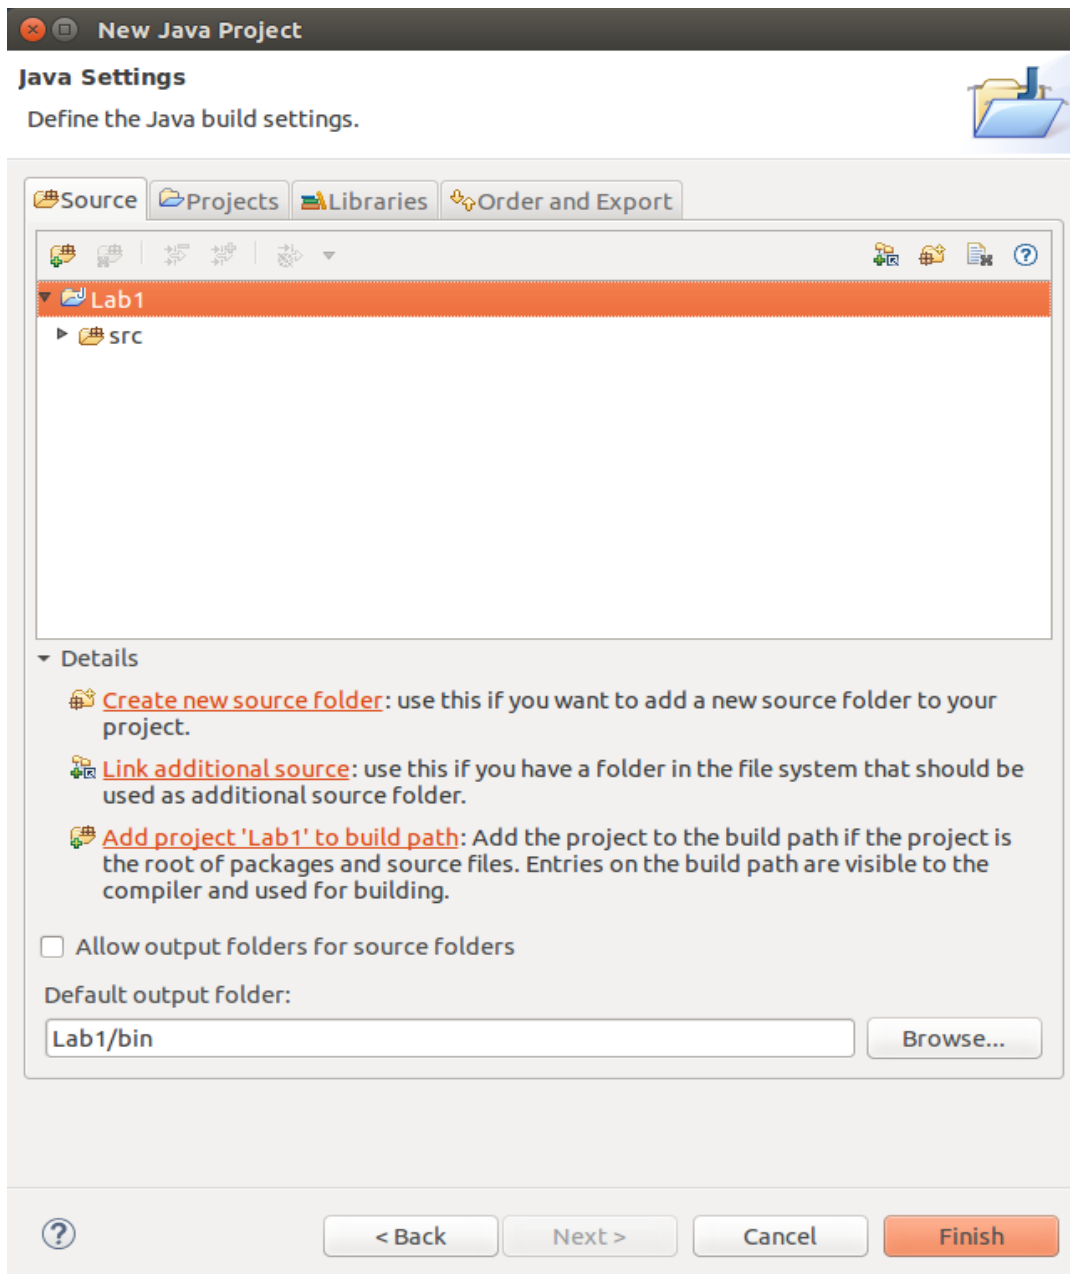 New Java Project
Java Settings
Define the Java build settings.
Source Projects Libraries Order and Export
Lab1
src
Details
Create new source folder: use this if you want to add a new source folder to your
project.
Link additional source: use this if you have a folder in the file system that should be
used as additional source folder.
Add project 'Lab1' to build path: Add the project to the build path if the project is
the root of packages and source files. Entries on the build path are visible to the
compiler and used for building.
Allow output folders for source folders
Default output folder:
Lab1/bin Browse...
< Back Next > Cancel Finish